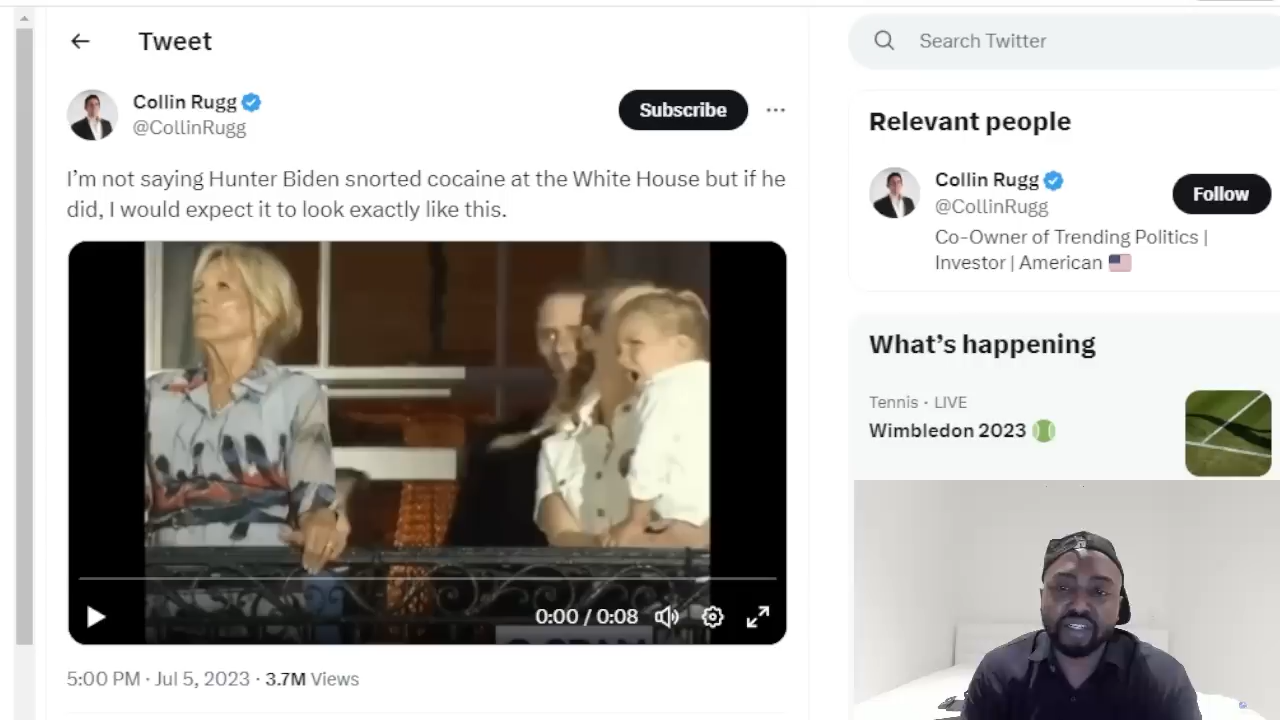 Tweet
Collin Rugg
@CollinRugg
Subscribe
I’m not saying Hunter Biden snorted cocaine at the White House but if he
did, I would expect it to look exactly like this.
0:00 / 0:08
5:00 PM · Jul 5, 2023 · 3.7M Views
Search Twitter
Relevant people
Collin Rugg
@CollinRugg
Follow
Co-Owner of Trending Politics |
Investor | American
What’s happening
Tennis · LIVE
Wimbledon 2023